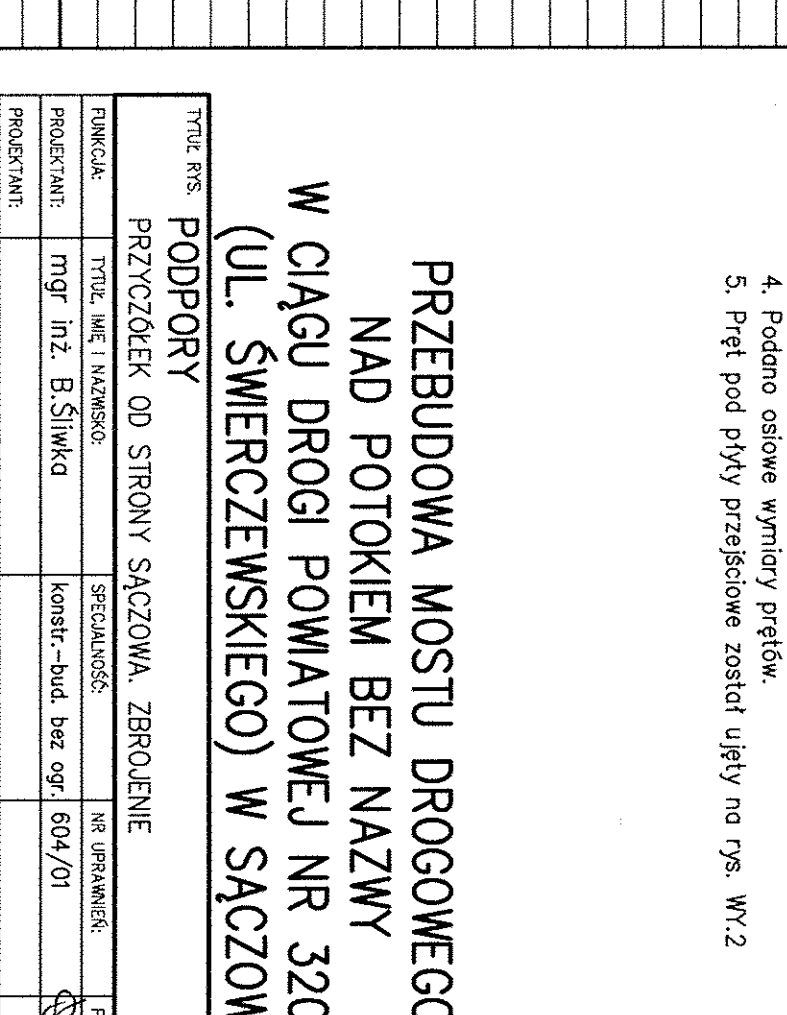 4. Podano osiowe wymiary prętów.
5. Pręt pod płyty przejściowe został ujęty na rys. WY.2
PRZEBUDOWA MOSTU DROGOWEGO
NAD POTOKIEM BEZ NAZWY
W CIĄGU DROGI POWIATOWEJ NR 320
(UL. ŚWIERCZEWSKIEGO) W SĄCZOW
TYTUŁ RYS. PODPORY
PRZYCZÓŁEK OD STRONY SĄCZOWA. ZBROJENIE
FUNKCJA: TYTUŁ, IMIĘ I NAZWISKO: SPECJALNOŚĆ: NR UPRAWNIEŃ:
PROJEKTANT: mgr inż. B.Śliwka konstr.-bud. bez ogr. 604/01
PROJEKTANT: